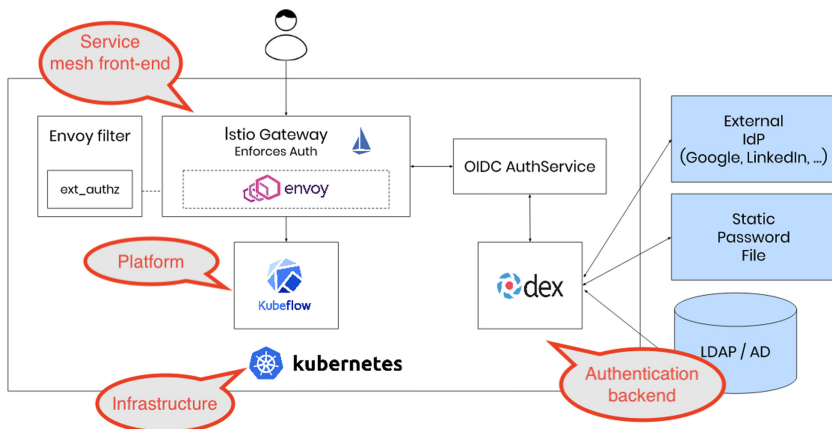 Service
mesh front-end
Envoy filter
ext_authz
Istio Gateway
Enforces Auth
envoy
OIDC AuthService
External
IdP
(Google, LinkedIn, ...)
Static
Password
File
Platform
Kubeflow
dex
LDAP / AD
kubernetes
Infrastructure
Authentication
backend